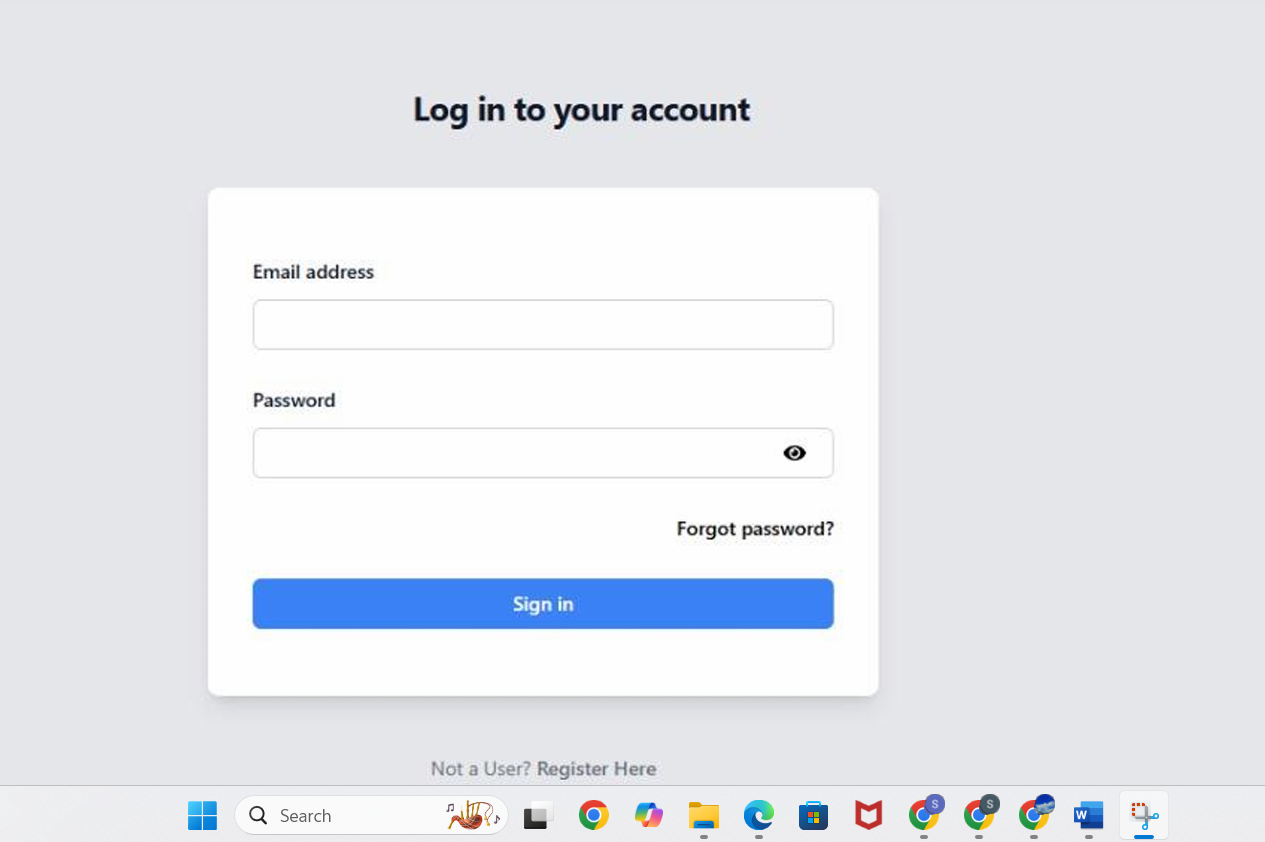 Log in to your account
Email address
Password
Forgot password?
Sign in
Not a User? Register Here
Search
S
S
W